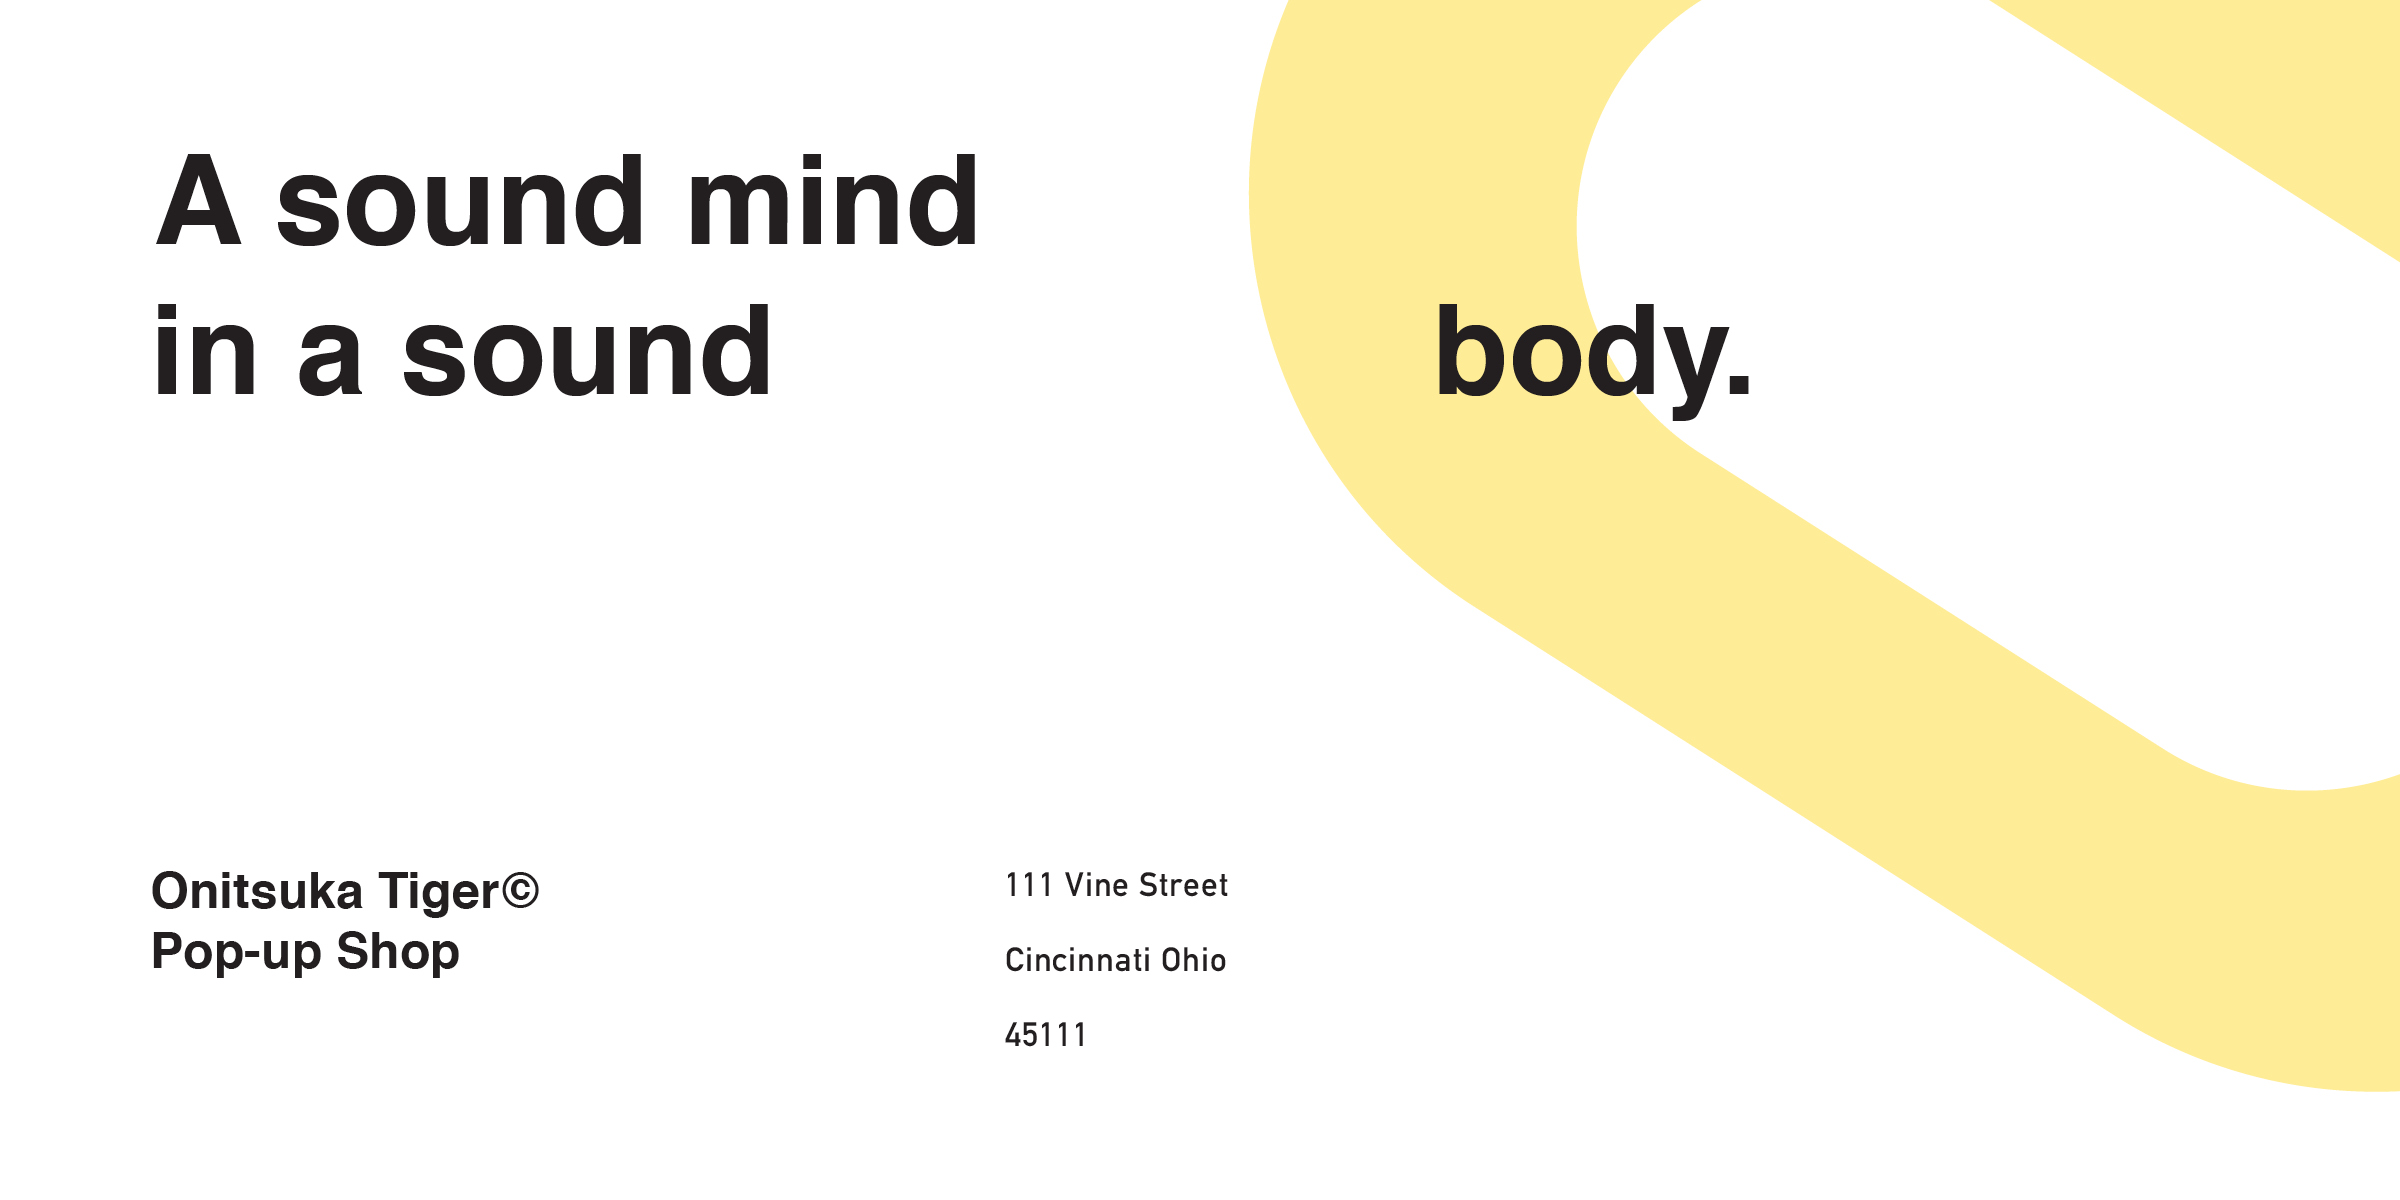 A sound mind
in a sound body.
Onitsuka Tiger©
Pop-up Shop
111 Vine Street
Cincinnati Ohio
45111